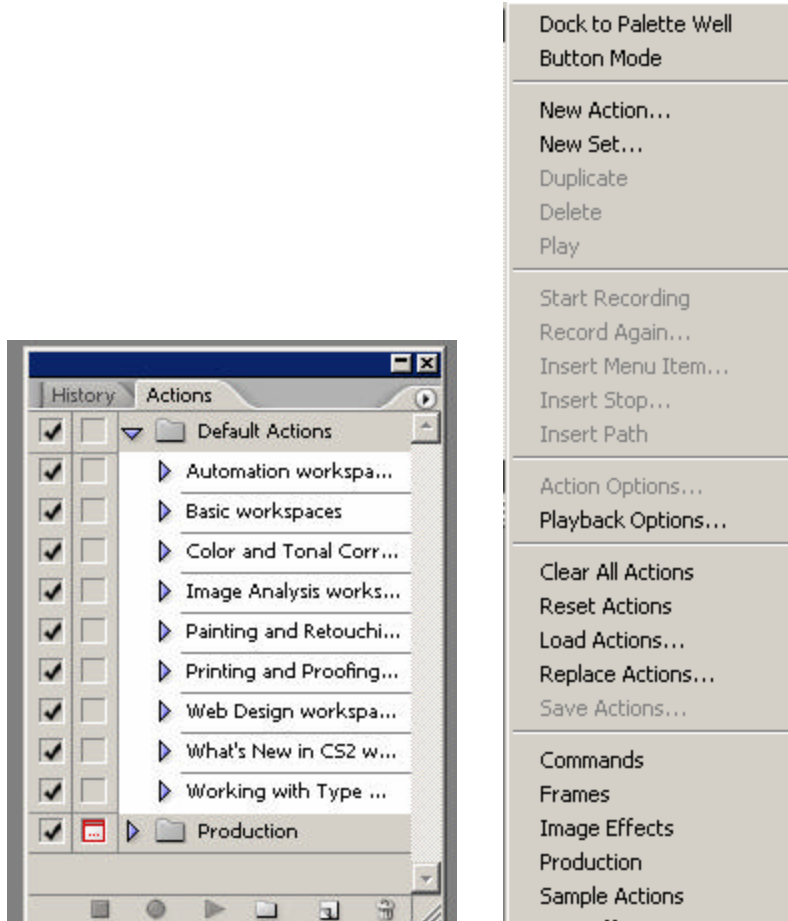 History
Actions
Default Actions
Automation workspa...
Basic workspaces
Color and Tonal Corr...
Image Analysis works...
Painting and Retouchi...
Printing and Proofing...
Web Design workspa...
What's New in CS2 w...
Working with Type ...
Production
Dock to Palette Well
Button Mode
New Action...
New Set...
Duplicate
Delete
Play
Start Recording
Record Again...
Insert Menu Item...
Insert Stop...
Insert Path
Action Options...
Playback Options...
Clear All Actions
Reset Actions
Load Actions...
Replace Actions...
Save Actions...
Commands
Frames
Image Effects
Production
Sample Actions